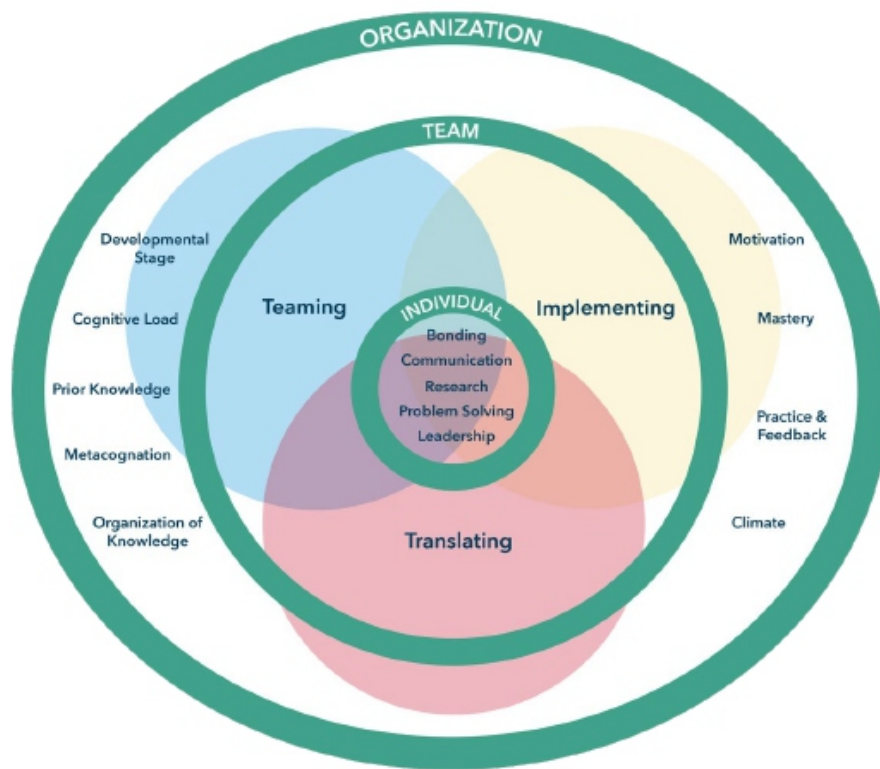 ORGANIZATION
TEAM
Developmental
Stage
Cognitive Load
Prior Knowledge
Metacognation
Organization of
Knowledge
Teaming
INDIVIDUAL
Bonding
Communication
Research
Problem Solving
Leadership
Implementing
Translating
Motivation
Mastery
Practice &
Feedback
Climate